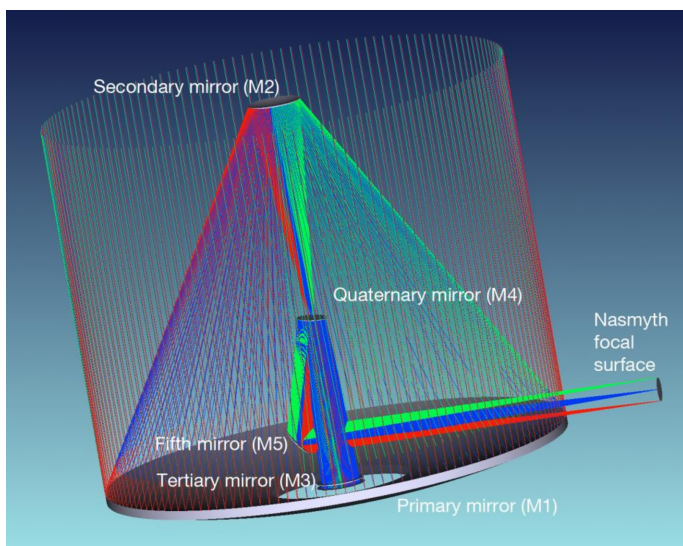 Secondary mirror (M2)
Quaternary mirror (M4)
Nasmyth
focal
surface
Fifth mirror (M5)
Tertiary mirror (M3)
Primary mirror (M1)